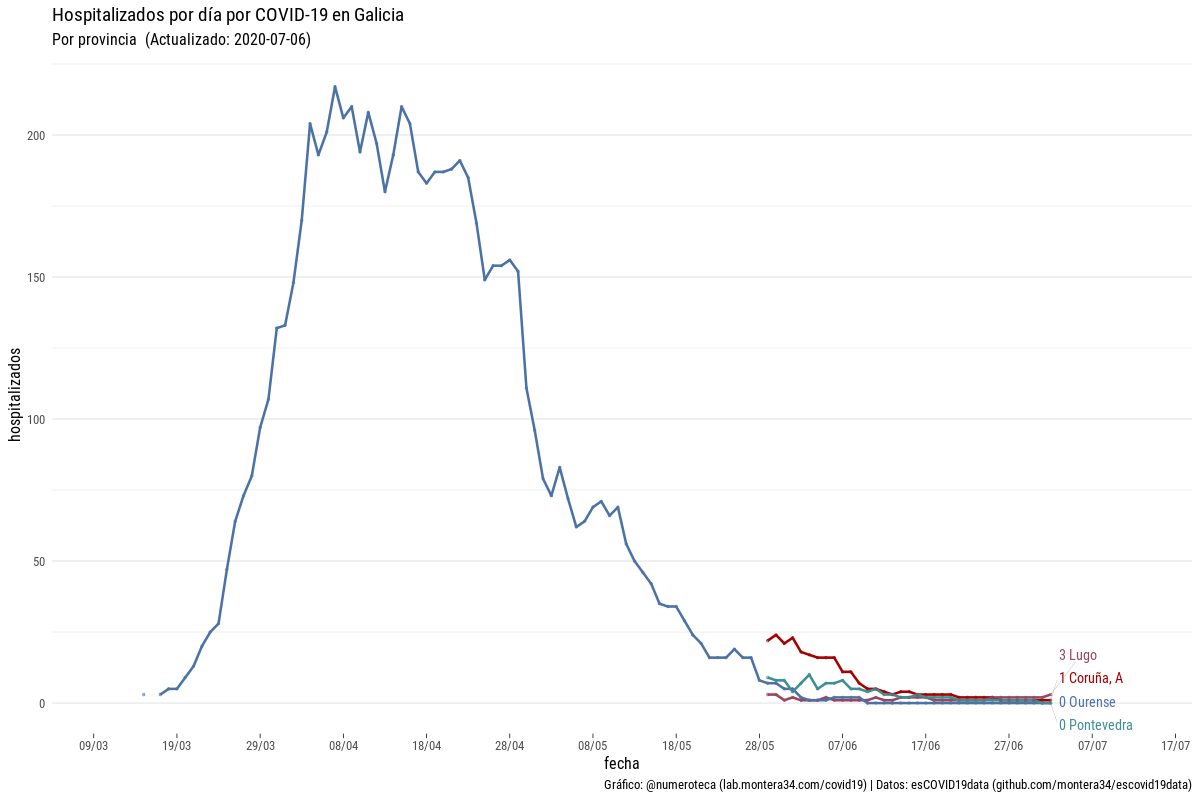 Hospitalizados por día por COVID-19 en Galicia
Por provincia (Actualizado: 2020-07-06)
hospitalizados
200
150
100
50
0
3 Lugo
1 Coruña, A
0 Ourense
0 Pontevedra
09/03 19/03 29/03 08/04 18/04 28/04 08/05 18/05 28/05 07/06 17/06 27/06 07/07 17/07
fecha
Gráfico: @numeroteca (lab.montera34.com/covid19) | Datos: esCOVID19data (github.com/montera34/escovid19data)